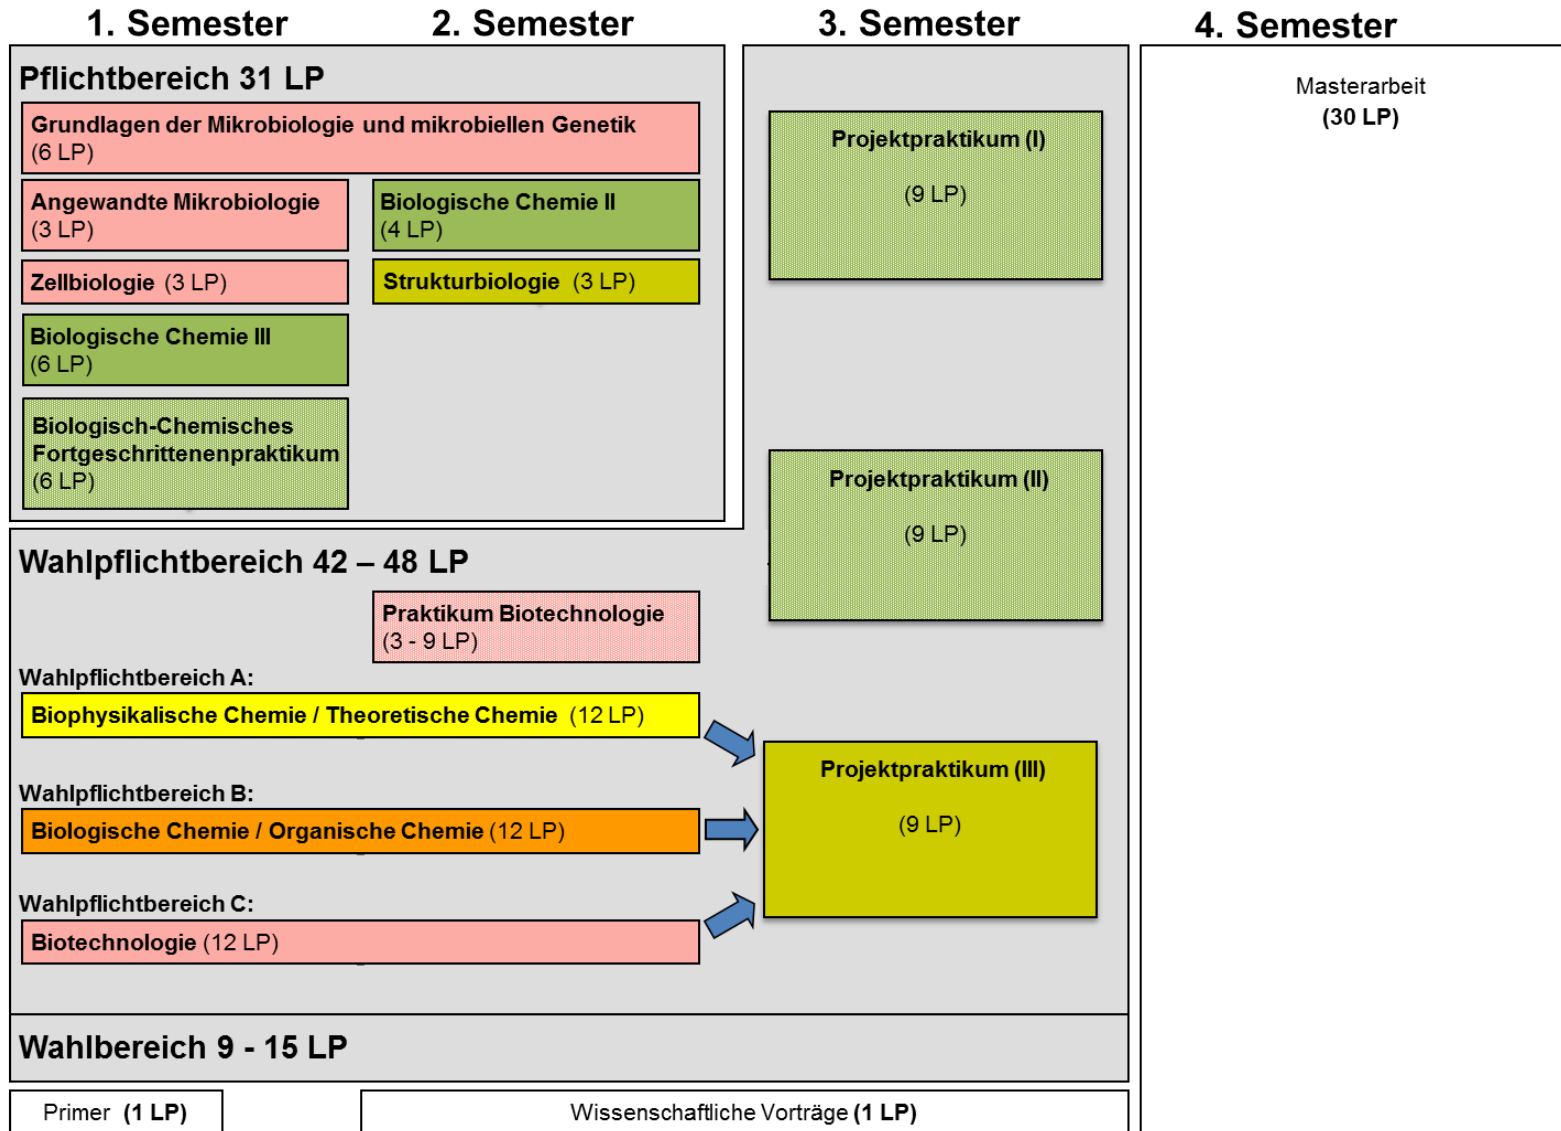 1. Semester
2. Semester
3. Semester
4. Semester
Pflichtbereich 31 LP
Grundlagen der Mikrobiologie und mikrobiellen Genetik
(6 LP)
Angewandte Mikrobiologie
(3 LP)
Zellbiologie (3 LP)
Biologische Chemie III
(6 LP)
Biologisch-Chemisches
Fortgeschrittenenpraktikum
(6 LP)
Biologische Chemie II
(4 LP)
Strukturbiologie (3 LP)
Wahlpflichtbereich 42 – 48 LP
Praktikum Biotechnologie
(3 - 9 LP)
Wahlpflichtbereich A:
Biophysikalische Chemie / Theoretische Chemie (12 LP)
Wahlpflichtbereich B:
Biologische Chemie / Organische Chemie (12 LP)
Wahlpflichtbereich C:
Biotechnologie (12 LP)
Projektpraktikum (I)
(9 LP)
Projektpraktikum (II)
(9 LP)
Projektpraktikum (III)
(9 LP)
Masterarbeit
(30 LP)
Wahlbereich 9 - 15 LP
Primer (1 LP)
Wissenschaftliche Vorträge (1 LP)